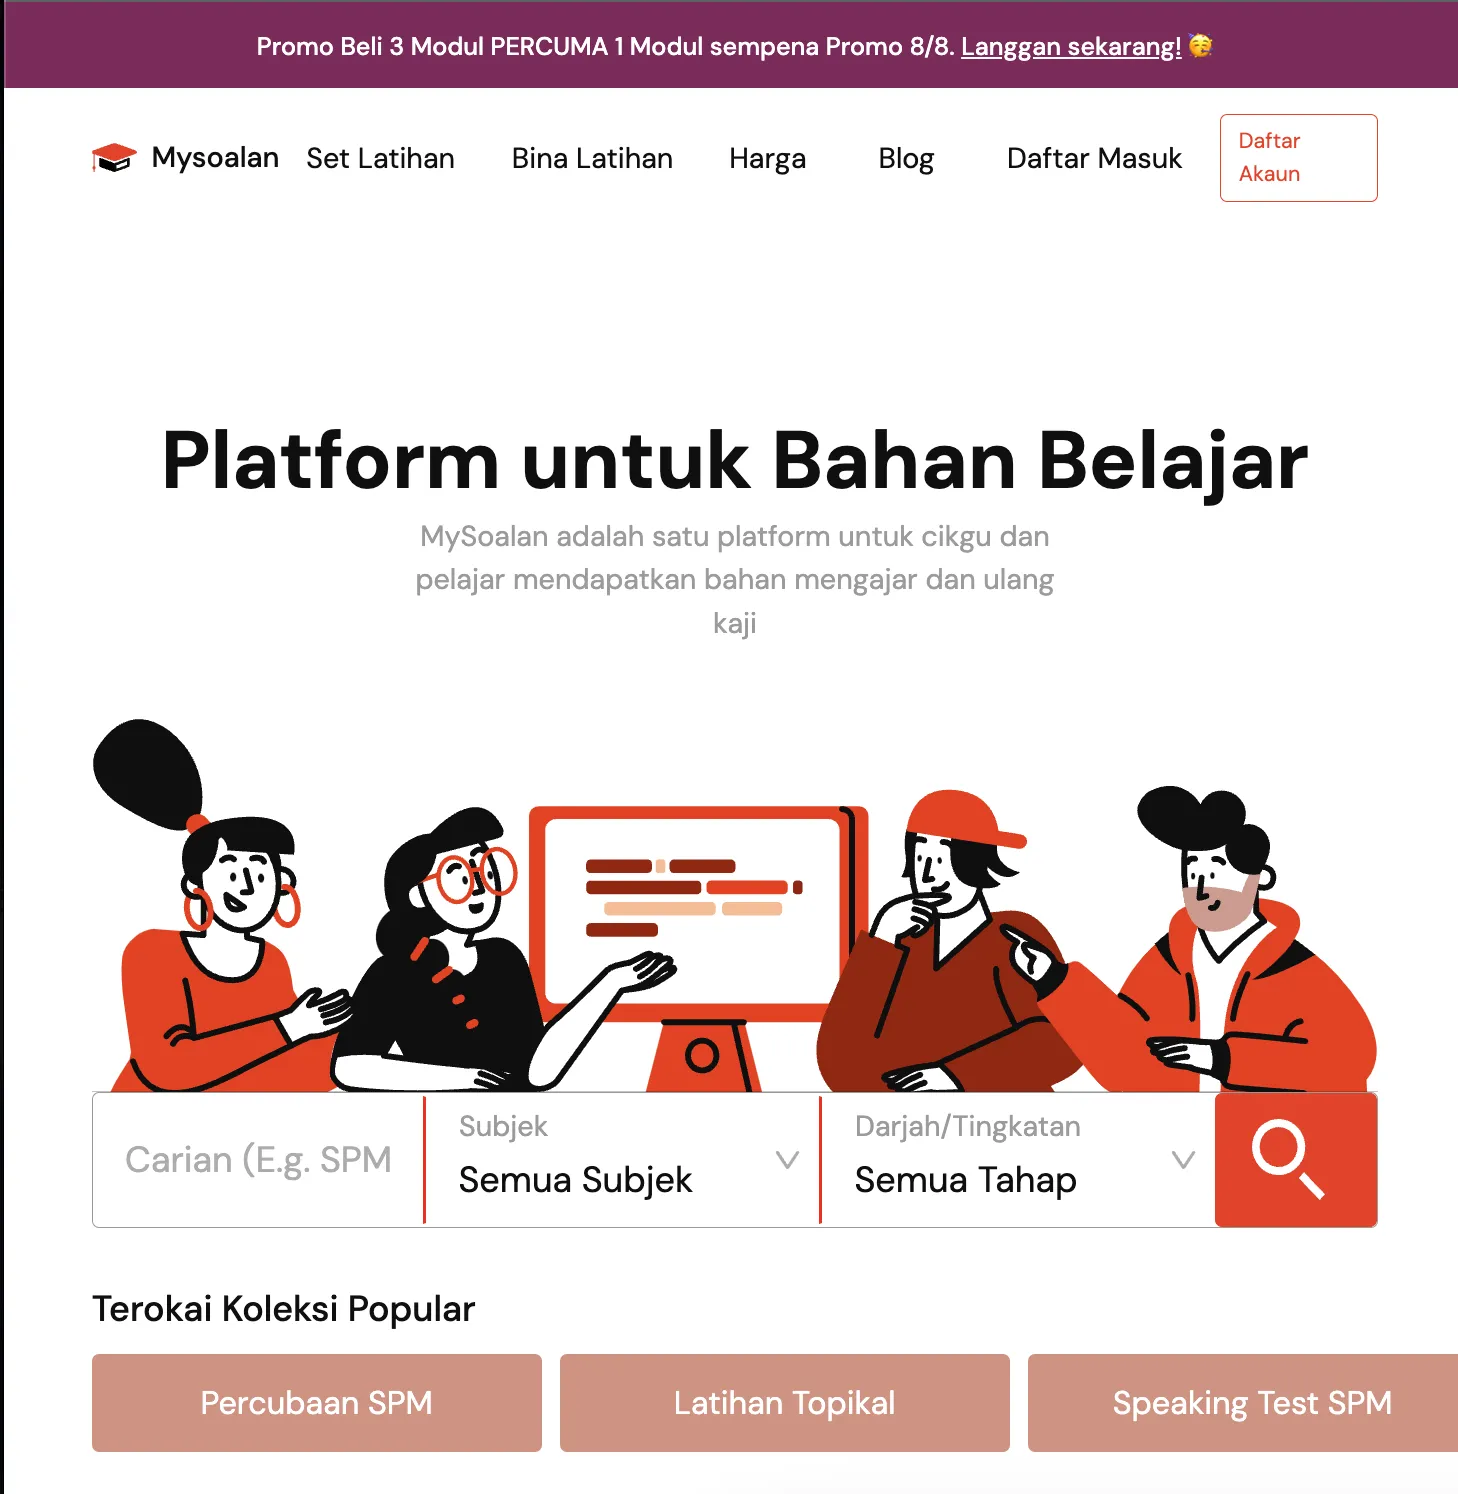 Promo Beli 3 Modul PERCUMA 1 Modul sempena Promo 8/8. Langgan sekarang! 🥳
Mysoalan
Set Latihan
Bina Latihan
Harga
Blog
Daftar Masuk
Daftar
Akaun
Platform untuk Bahan Belajar
MySoalan adalah satu platform untuk cikgu dan
pelajar mendapatkan bahan mengajar dan ulang
kaji
Carian (E.g. SPM
Subjek
Semua Subjek
Darjah/Tingkatan
Semua Tahap
Terokai Koleksi Popular
Percubaan SPM
Latihan Topikal
Speaking Test SPM